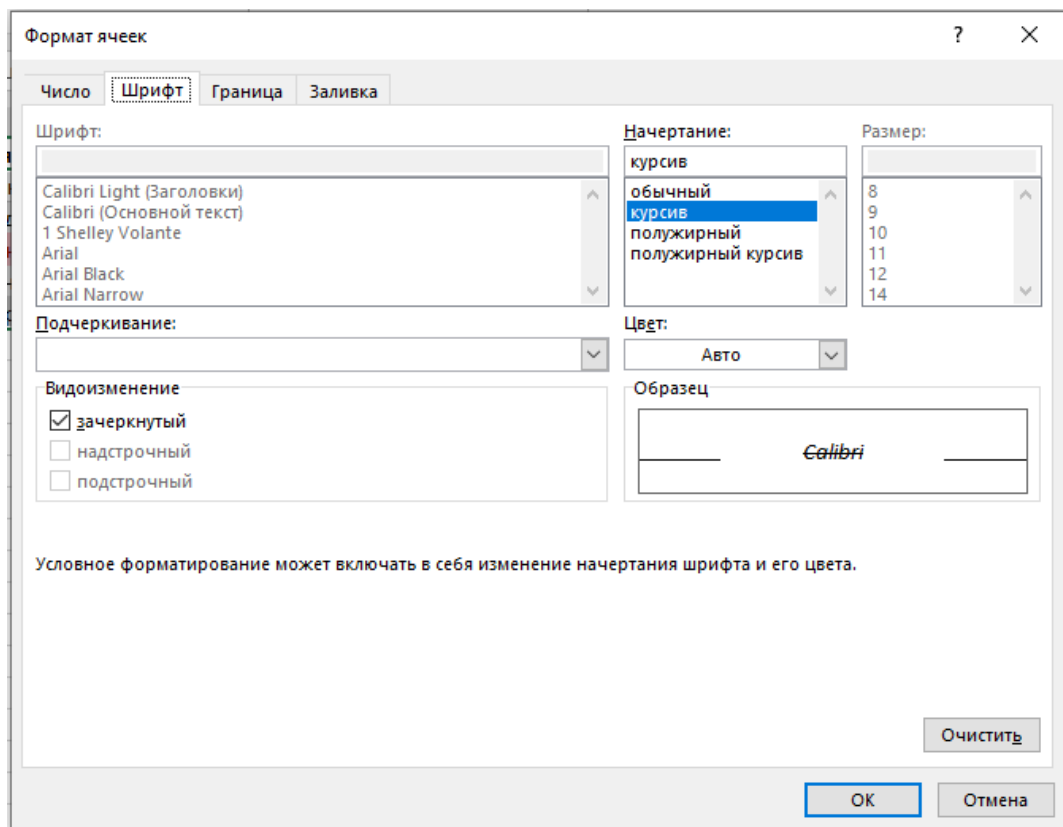 Формат ячеек ?
Число Шрифт Граница Заливка
Шрифт: Начертание: Размер:
курсив
Calibri Light (Заголовки) обычный 8
Calibri (Основной текст) курсив 9
1 Shelley Volante полужирный 10
Arial полужирный курсив 11
Arial Black 12
Arial Narrow 14
Подчеркивание: Цвет:
Авто
Видоизменение Образец
зачеркнутый
Calibri
надстрочный
подстрочный
Условное форматирование может включать в себя изменение начертания шрифта и его цвета.
Очистить
ОК Отмена